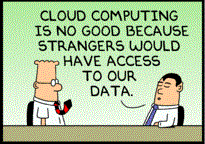 CLOUD COMPUTING
IS NO GOOD BECAUSE
STRANGERS WOULD
HAVE ACCESS
TO OUR
DATA.